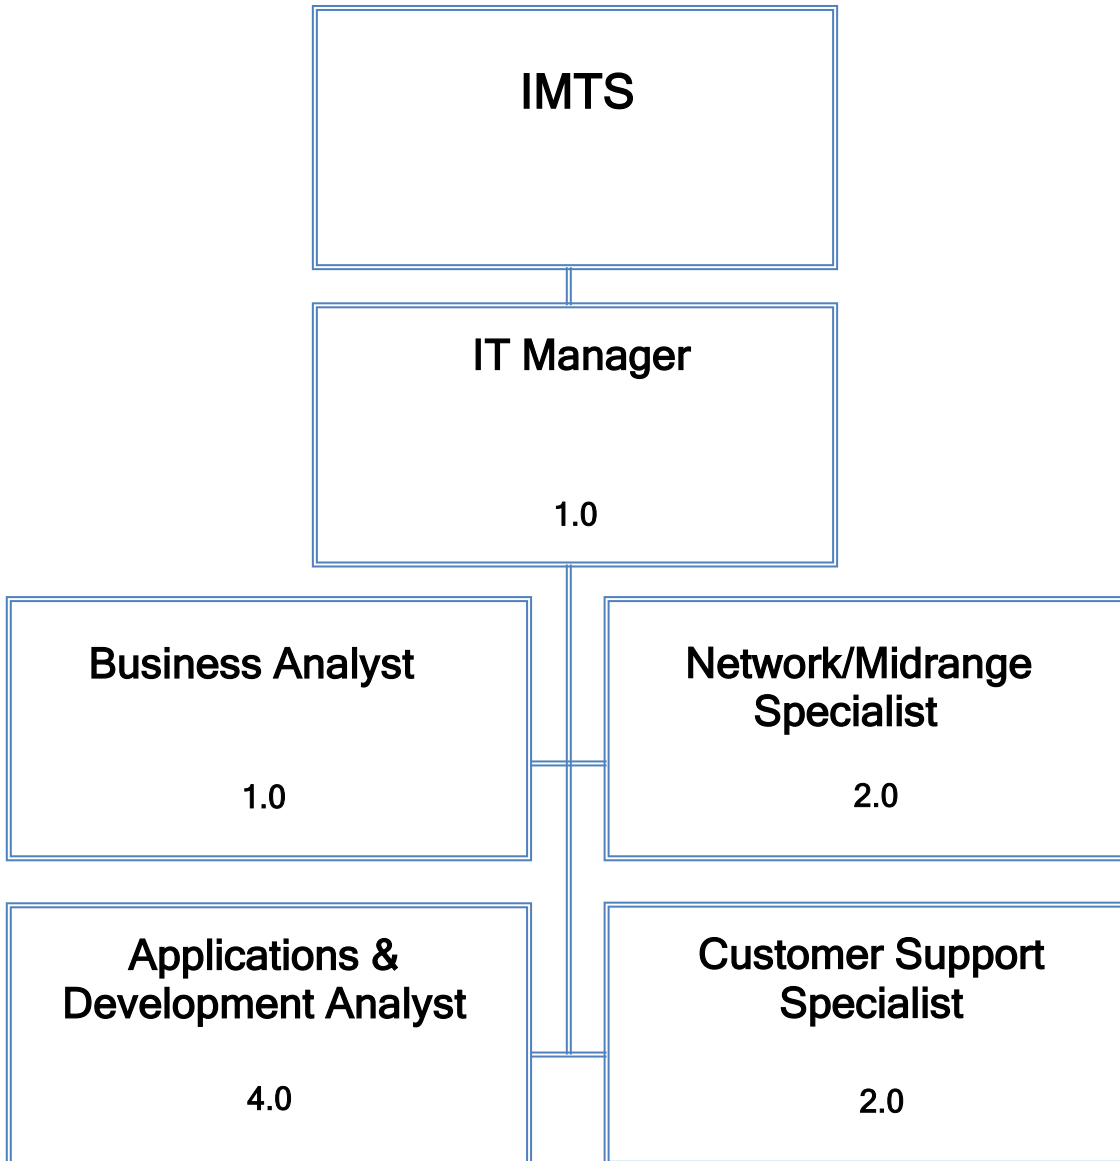 IMTS
IT Manager
1.0
Business Analyst
1.0
Network/Midrange
Specialist
2.0
Applications &
Development Analyst
4.0
Customer Support
Specialist
2.0